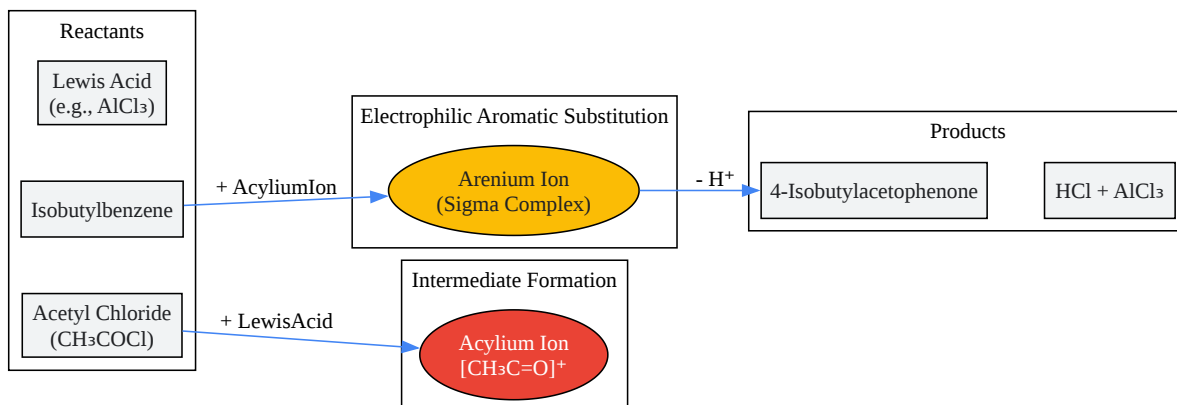 Reactants
Lewis Acid
(e.g., AlCl₃)
Isobutylbenzene
Acetyl Chloride
(CH₃COCl)
+ AcyliumIon
+ LewisAcid
Electrophilic Aromatic Substitution
Arenium Ion
(Sigma Complex)
Intermediate Formation
Acylium Ion
[CH₃C=O]⁺
- H⁺
Products
4-Isobutylacetophenone
HCl + AlCl₃